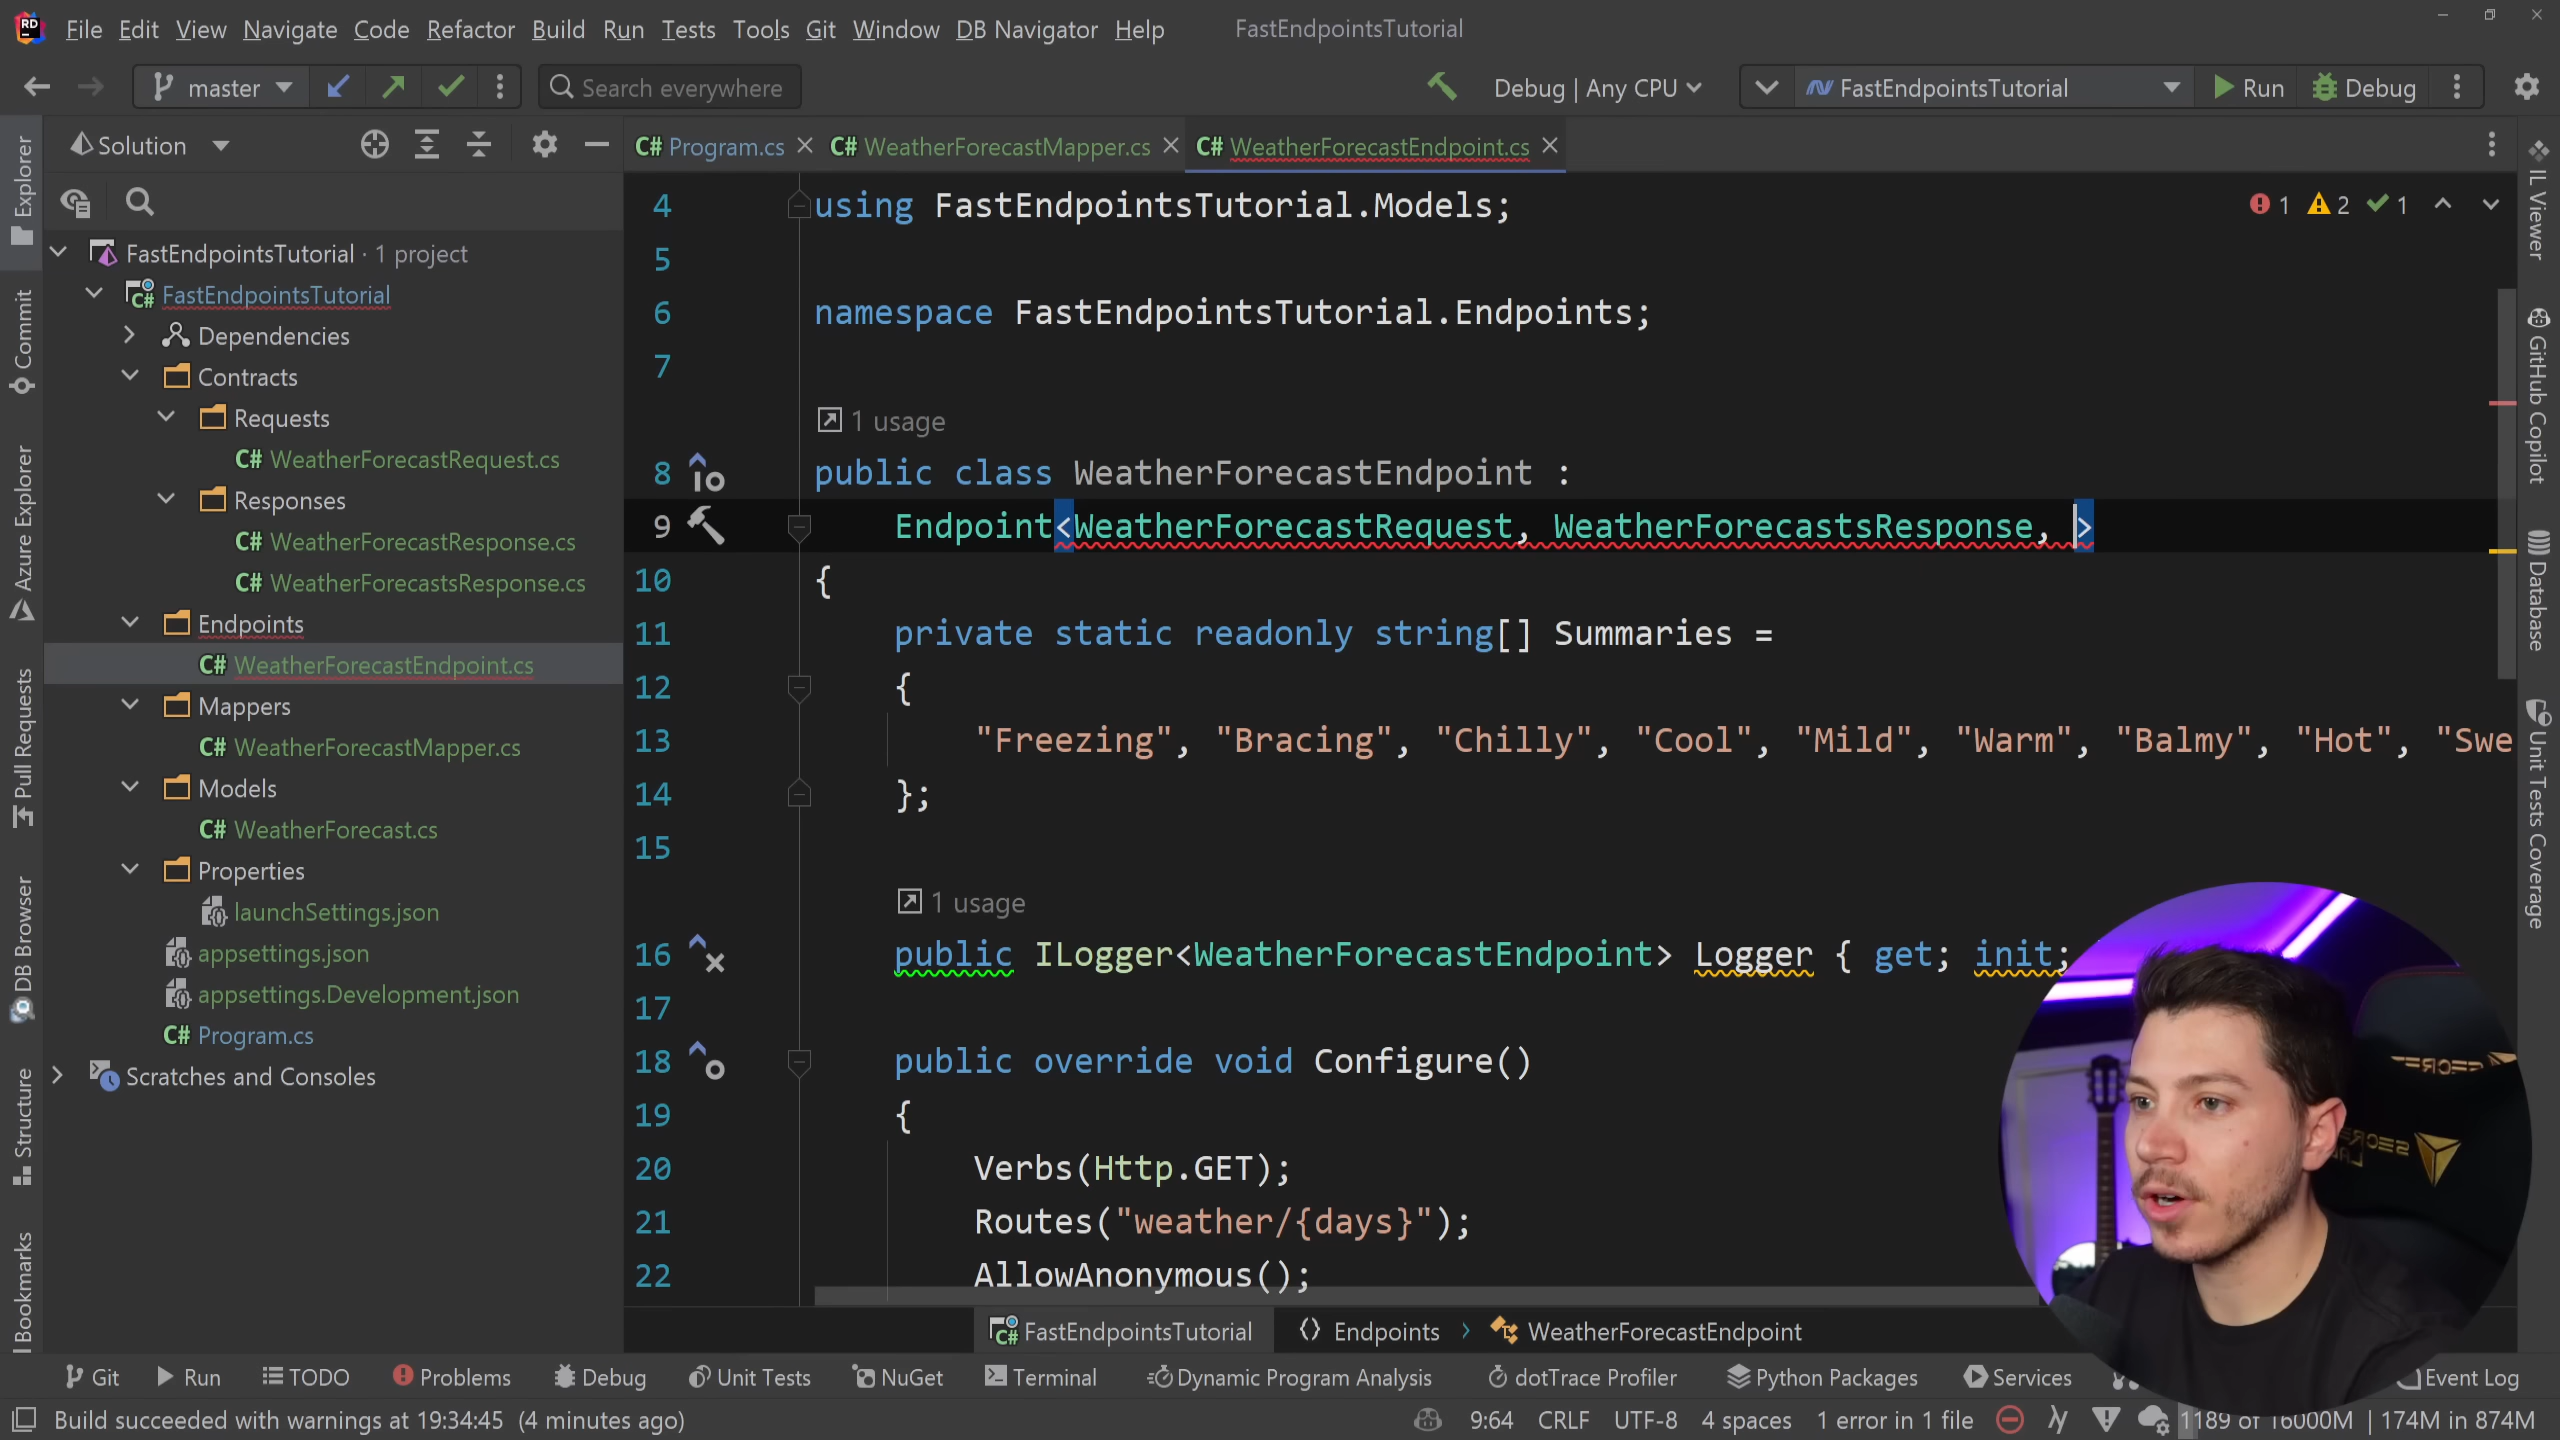 RD File Edit View Navigate Code Refactor Build Run Tests Tools Git Window DB Navigator Help FastEndpointsTutorial
master Search everywhere Debug | Any CPU FastEndpointsTutorial Run Debug
Solution
Program.cs WeatherForecastMapper.cs WeatherForecastEndpoint.cs
Explorer
Commit
Azure Explorer
Pull Requests
DB Browser
Structure
Bookmarks
FastEndpointsTutorial · 1 project
FastEndpointsTutorial
Dependencies
Contracts
Requests
C# WeatherForecastRequest.cs
Responses
C# WeatherForecastResponse.cs
C# WeatherForecastsResponse.cs
Endpoints
C# WeatherForecastEndpoint.cs
Mappers
C# WeatherForecastMapper.cs
Models
C# WeatherForecast.cs
Properties
launchSettings.json
appsettings.json
appsettings.Development.json
C# Program.cs
Scratches and Consoles
4 using FastEndpointsTutorial.Models;
1 2 1
5
6 namespace FastEndpointsTutorial.Endpoints;
7
1 usage
8 public class WeatherForecastEndpoint :
9 Endpoint<WeatherForecastRequest, WeatherForecastsResponse, >
10 {
11 private static readonly string[] Summaries =
12 {
13 "Freezing", "Bracing", "Chilly", "Cool", "Mild", "Warm", "Balmy", "Hot", "Swe
14 };
15
1 usage
16 public ILogger<WeatherForecastEndpoint> Logger { get; init;
17
18 public override void Configure()
19 {
20 Verbs(Http.GET);
21 Routes("weather/{days}");
22 AllowAnonymous();
IL Viewer
GitHub Copilot
Database
Unit Tests Coverage
FastEndpointsTutorial Endpoints › WeatherForecastEndpoint
Git Run TODO Problems Debug Unit Tests NuGet Terminal Dynamic Program Analysis dotTrace Profiler Python Packages Services Event Log
Build succeeded with warnings at 19:34:45 (4 minutes ago) 9:64 CRLF UTF-8 4 spaces 1 error in 1 file 1189 of 16000M | 174M in 874M